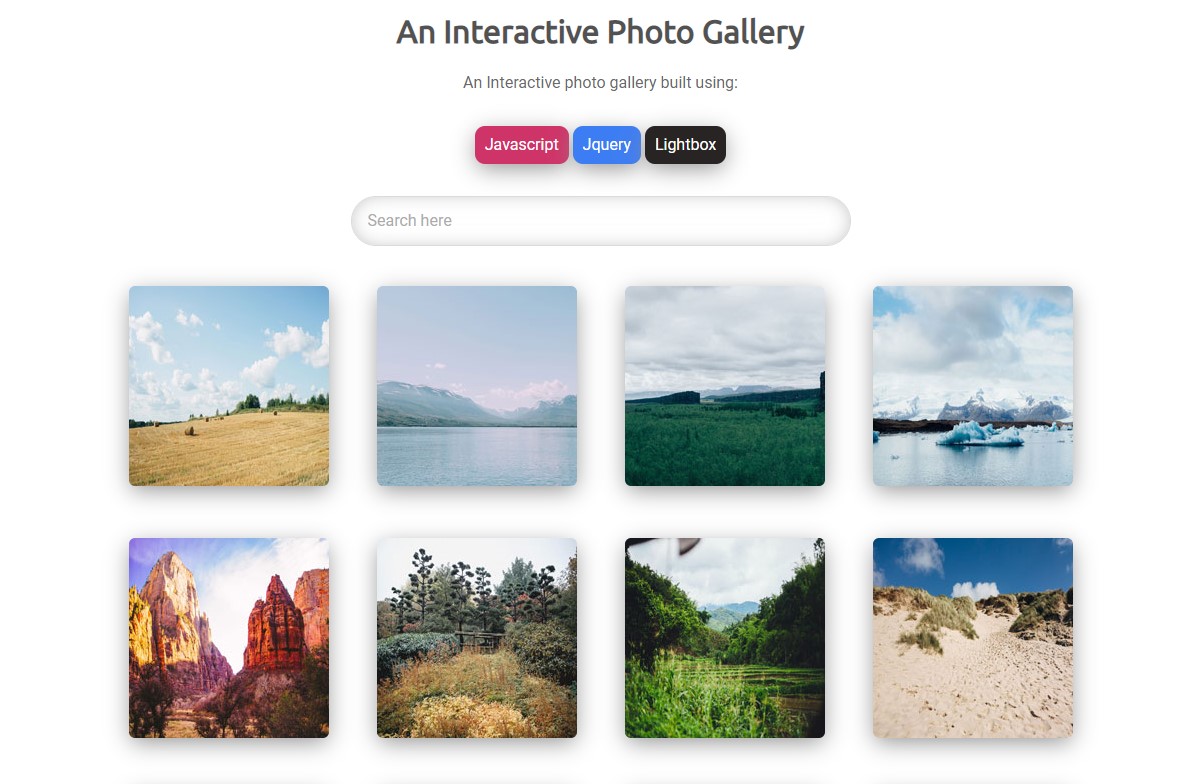 An Interactive Photo Gallery
An Interactive photo gallery built using:
Javascript Jquery Lightbox
Search here